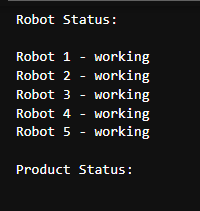 Robot Status:
Robot 1 - working
Robot 2 - working
Robot 3 - working
Robot 4 - working
Robot 5 - working
Product Status: